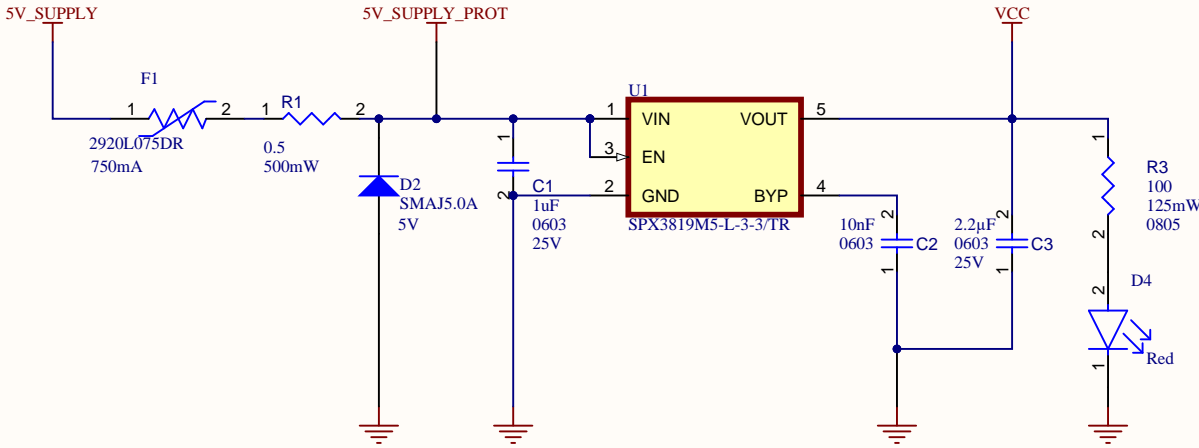 5V_SUPPLY
5V_SUPPLY_PROT
VCC
F1
1
2
2920L075DR
750mA
1
R1
2
0.5
500mW
D2
SMAJ5.0A
5V
1
2
C1
1uF
0603
25V
U1
1
VIN
VOUT
5
3
EN
2
GND
BYP
4
SPX3819M5-L-3-3/TR
2
10nF
0603
C2
1
2
2.2µF
0603
25V
C3
1
1
R3
100
125mW
0805
2
D4
2
Red
1